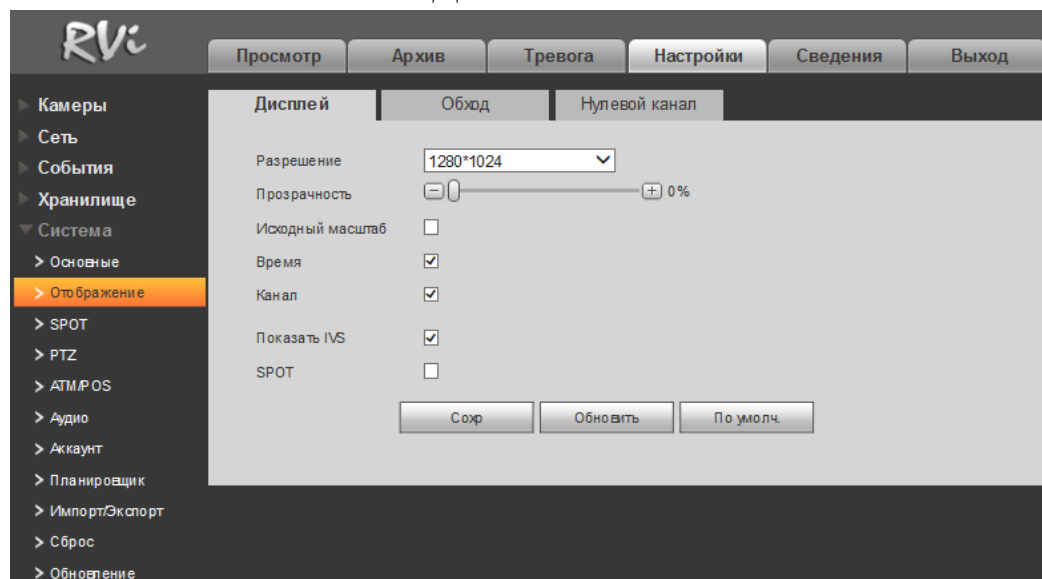 RVi
Просмотр Архив Тревога Настройки Сведения Выход
Камеры
Сеть
События
Хранилище
Система
> Основные
> Отображение
> SPOT
> PTZ
> ATM/POS
> Аудио
> Аккаунт
> Планировщик
> Импорт/Экспорт
> Сброс
> Обновление
Дисплей Обход Нулевой канал
Разрешение 1280*1024
Прозрачность 0%
Исходный масштаб
Время
Канал
Показать IVS
SPOT
Сохр Обновить По умолч.